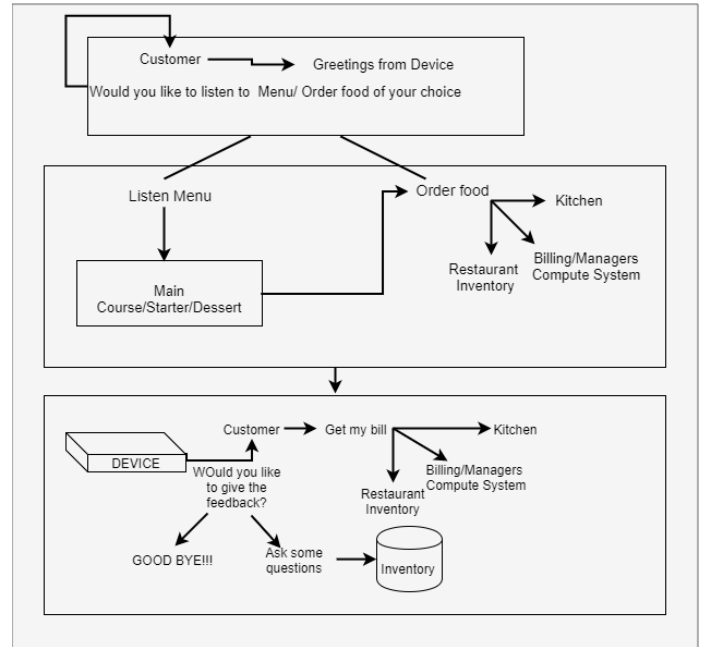 Customer
Greetings from Device
Would you like to listen to Menu/ Order food of your choice
Listen Menu
Order food
Kitchen
Billing/Managers
Compute System
Restaurant
Inventory
Main
Course/Starter/Dessert
Customer
Get my bill
Kitchen
DEVICE
WOuld you like
to give the
feedback?
Billing/Managers
Compute System
Restaurant
Inventory
GOOD BYE!!!
Ask some
questions
Inventory